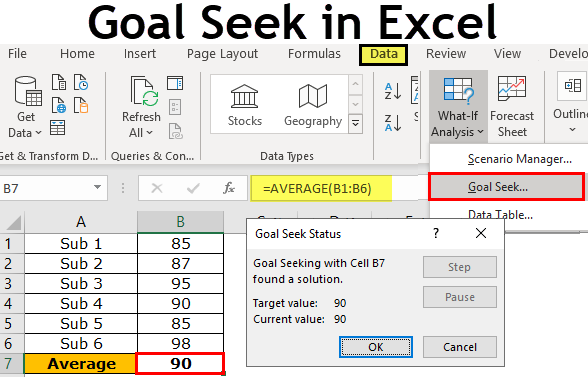 Goal Seek in Excel
File Home Insert Page Layout Formulas Data Review View Develo
Get
Data
Refresh
All
Stocks
Geography
What-If
Analysis
Forecast
Sheet
Outlin
Get & Transform D...
Queries & Con...
Data Types
Scenario Manager...
Goal Seek...
Data Table...
B7 fx =AVERAGE(B1:B6)
A B
1 Sub 1 85
2 Sub 2 87
3 Sub 3 95
4 Sub 4 90
5 Sub 5 85
6 Sub 6 98
7 Average 90
Goal Seek Status ? ×
Goal Seeking with Cell B7
found a solution.
Target value: 90
Current value: 90
Step
Pause
OK
Cancel